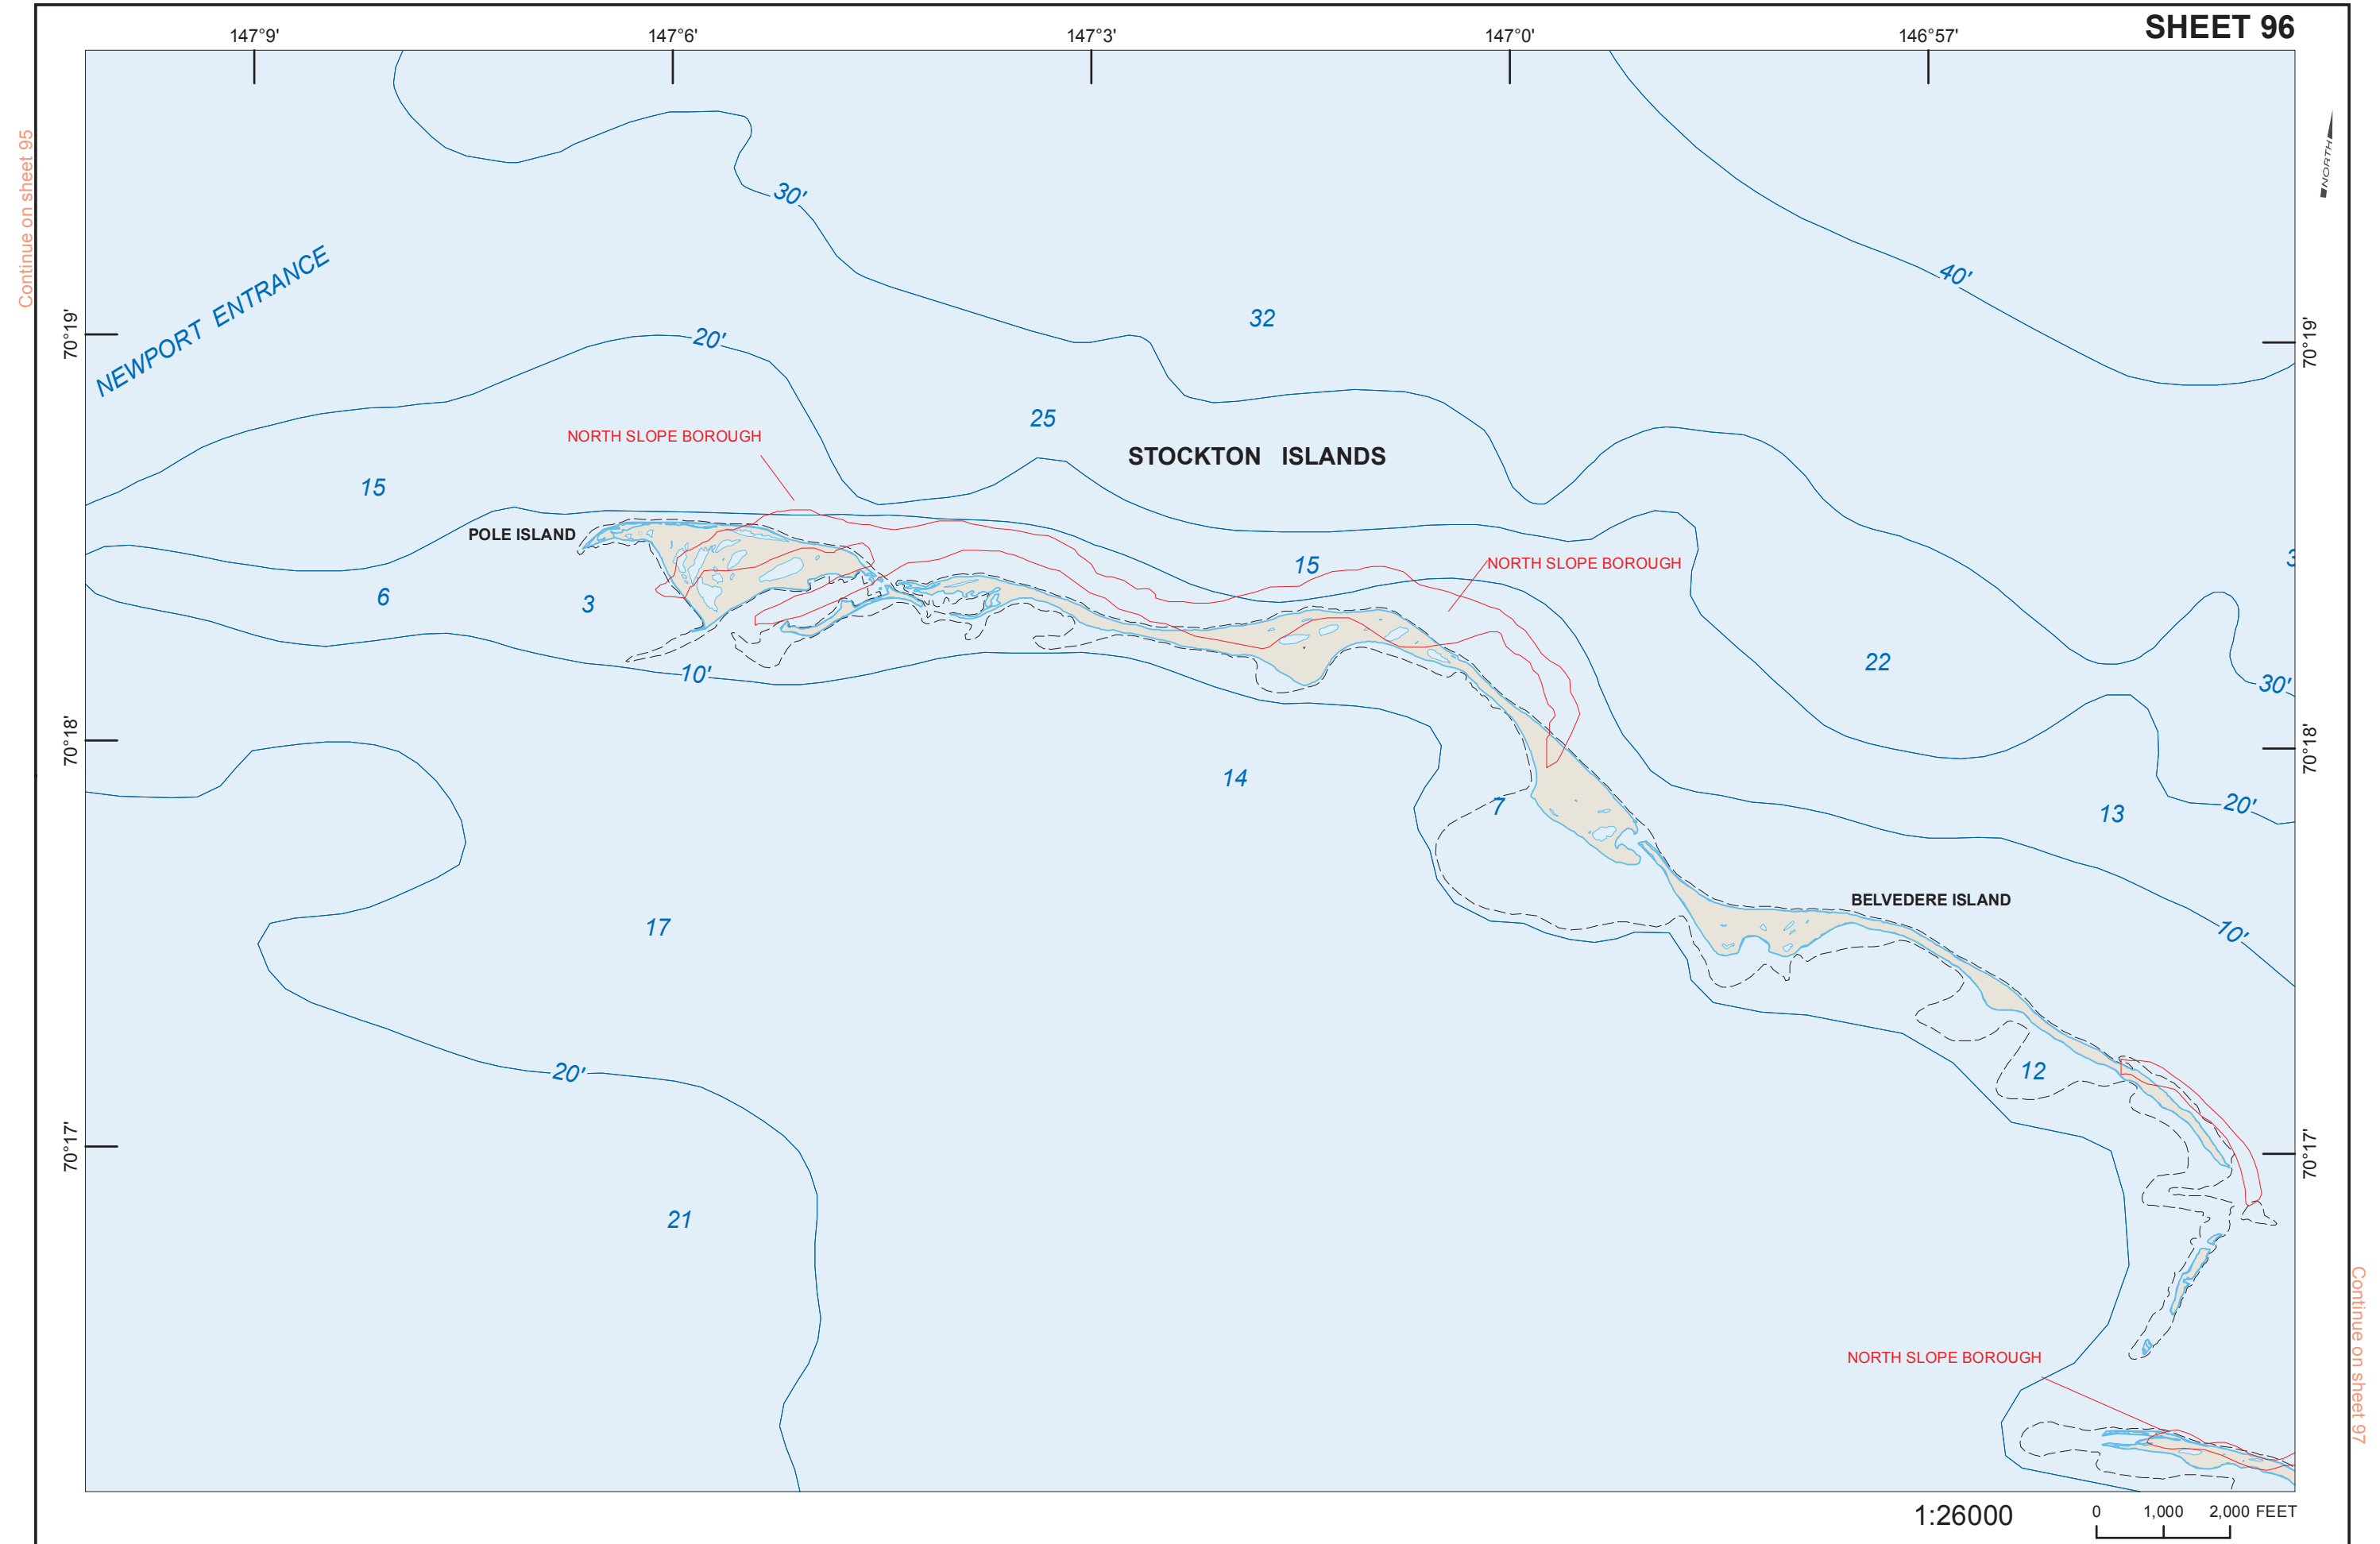 SHEET 96
147°9'
147°6'
147°3'
147°0'
146°57'
Continue on sheet 95
NORTH
30'
NEWPORT ENTRANCE
40'
32
70°19'
70°19'
20'
25
NORTH SLOPE BOROUGH
STOCKTON ISLANDS
15
POLE ISLAND
15
NORTH SLOPE BOROUGH
6
3
22
10'
30'
70°18'
70°18'
14
7
13
20'
BELVEDERE ISLAND
17
10'
20'
12
70°17'
70°17'
21
Continue on sheet 97
NORTH SLOPE BOROUGH
1:26000
0 1,000 2,000 FEET